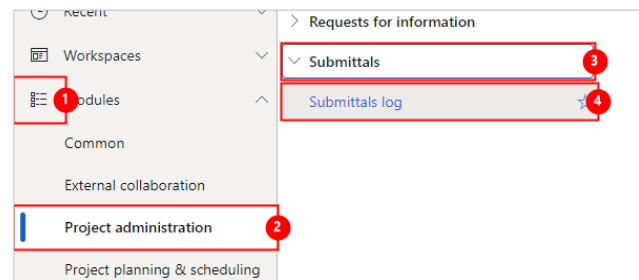 Recent
Workspaces
1
odules
Common
External collaboration
Project administration
2
Project planning & scheduling
Requests for information
Submittals
3
Submittals log
4